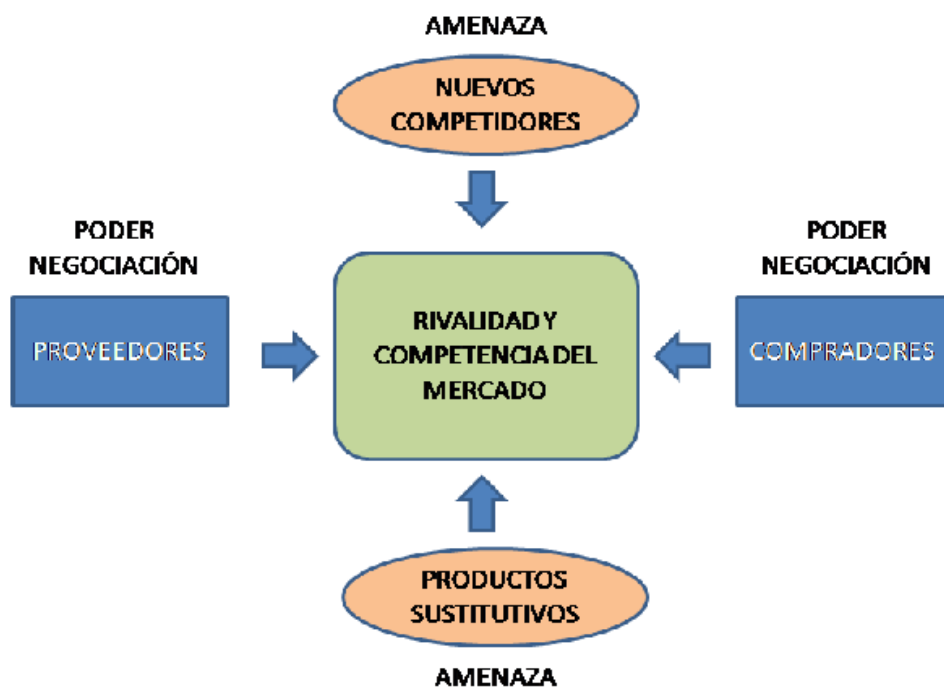 AMENAZA
NUEVOS
COMPETIDORES
PODER
NEGOCIACIÓN
PROVEEDORES
RIVALIDAD Y
COMPETENCIA DEL
MERCADO
PODER
NEGOCIACIÓN
COMPRADORES
PRODUCTOS
SUSTITUTIVOS
AMENAZA